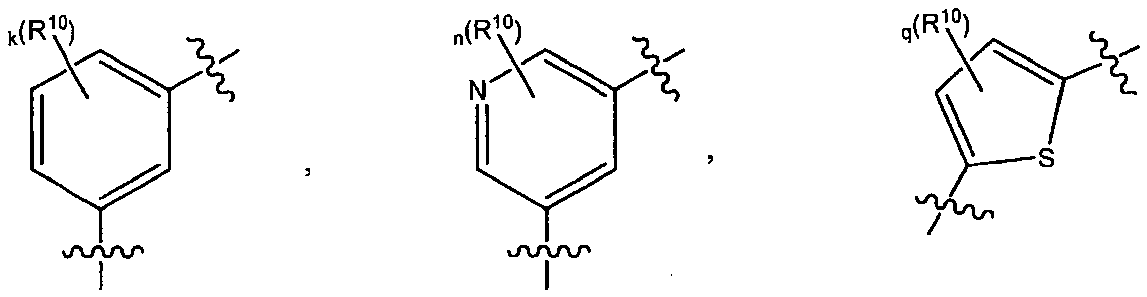 k(R10) n(R10) q(R10)
N , , S